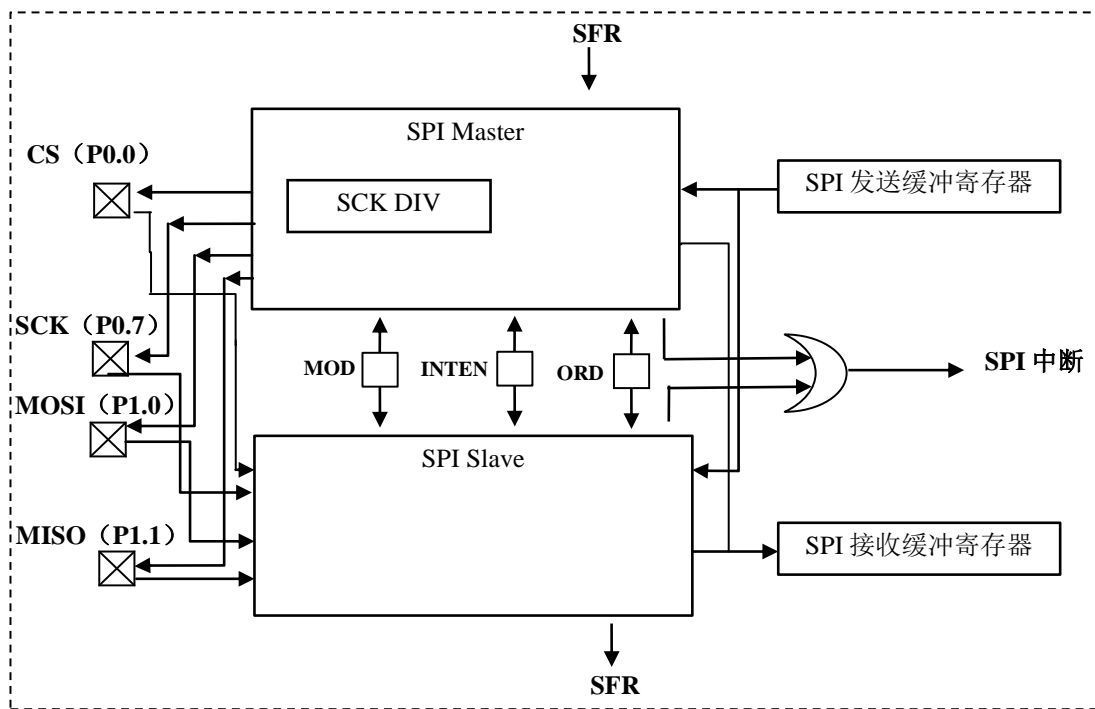 SFR
SPI Master
CS（P0.0）
SCK DIV
SPI 发送缓冲寄存器
SCK（P0.7）
MOD
INTEN
ORD
SPI 中断
MOSI（P1.0）
SPI Slave
MISO（P1.1）
SPI 接收缓冲寄存器
SFR